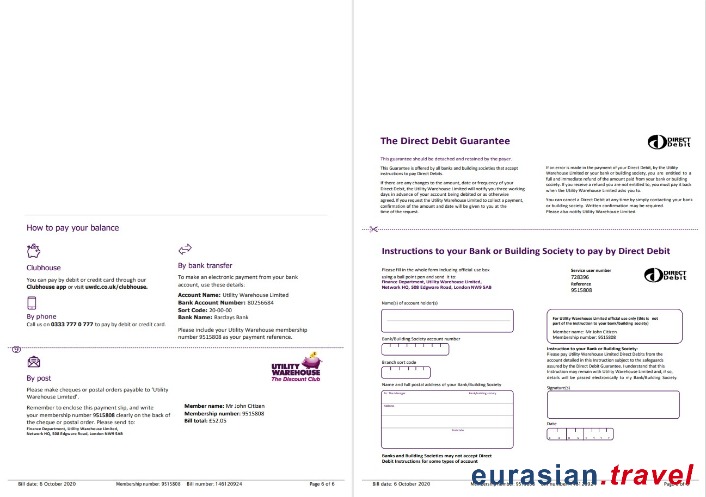 How to pay your balance
Clubhouse
You can pay by debit or credit card through our
Clubhouse app or visit uwdc.co.uk/clubhouse.
By phone
Call us on 0333 777 0 777 to pay by debit or credit card.
By bank transfer
To make an electronic payment from your bank
account, use these details:
Account Name: Utility Warehouse Limited
Bank Account Number: 80256684
Sort Code: 20-00-00
Bank Name: Barclays Bank
Please include your Utility Warehouse membership
number 9515808 as your payment reference.
By post
Please make cheques or postal orders payable to 'Utility
Warehouse Limited'.
Remember to enclose this payment slip, and write
your membership number 9515808 clearly on the back of
the cheque or postal order. Please send to:
Finance Department, Utility Warehouse Limited,
Network HQ, 508 Edgware Road, London NW9 5AB
UTILITY
WAREHOUSE
The Discount Club
Member name: Mr John Citizen
Membership number: 9515808
Bill total: £52.05
Bill date: 6 October 2020
Membership number: 9515808
Bill number: 148120924
Page 6 of 6
The Direct Debit Guarantee
DIRECT
Debit
This guarantee should be detached and retained by the payer.
This Guarantee is offered by all banks and building societies that accept
instructions to pay Direct Debits.
If there are any changes to the amount, date or frequency of your
Direct Debit, the Utility Warehouse Limited will notify you three working
days in advance of your account being debited or as otherwise
agreed. If you request the Utility Warehouse Limited to collect a payment,
confirmation of the amount and date will be given to you at the
time of the request.
If an error is made in the payment of your Direct Debit, by the Utility
Warehouse Limited or your bank or building society, you are entitled to a
full and immediate refund of the amount paid from your bank or building
society. If you receive a refund you are not entitled to, you must pay it back
when the Utility Warehouse Limited asks you to.
You can cancel a Direct Debit at any time by simply contacting your bank
or building society. Written confirmation may be required.
Please also notify Utility Warehouse Limited.
Instructions to your Bank or Building Society to pay by Direct Debit
Please fill in the whole form including official use box
using a ball point pen and send it to:
Finance Department, Utility Warehouse Limited,
Network HQ, 508 Edgware Road, London NW9 5AB
Service user number
728396
Reference
9515808
DIRECT
Debit
Name(s) of account holder(s)
Bank/Building Society account number
Branch sort code
Name and full postal address of your Bank/Building Society
To: The Manager
Bank/building society
Address
Postcode
Banks and Building Societies may not accept Direct
Debit Instructions for some types of account
For Utility Warehouse Limited official use only (this is not
part of the instruction to your bank/building society)
Member name: Mr John Citizen
Membership number: 9515808
Instruction to your Bank or Building Society:
Please pay Utility Warehouse Limited Direct Debits from the
account detailed in this Instruction subject to the safeguards
assured by the Direct Debit Guarantee. I understand that this
Instruction may remain with Utility Warehouse Limited and, if so,
details will be passed electronically to my Bank/Building Society.
Signature(s)
Date
Bill date: 6 October 2020
eurasian.travel